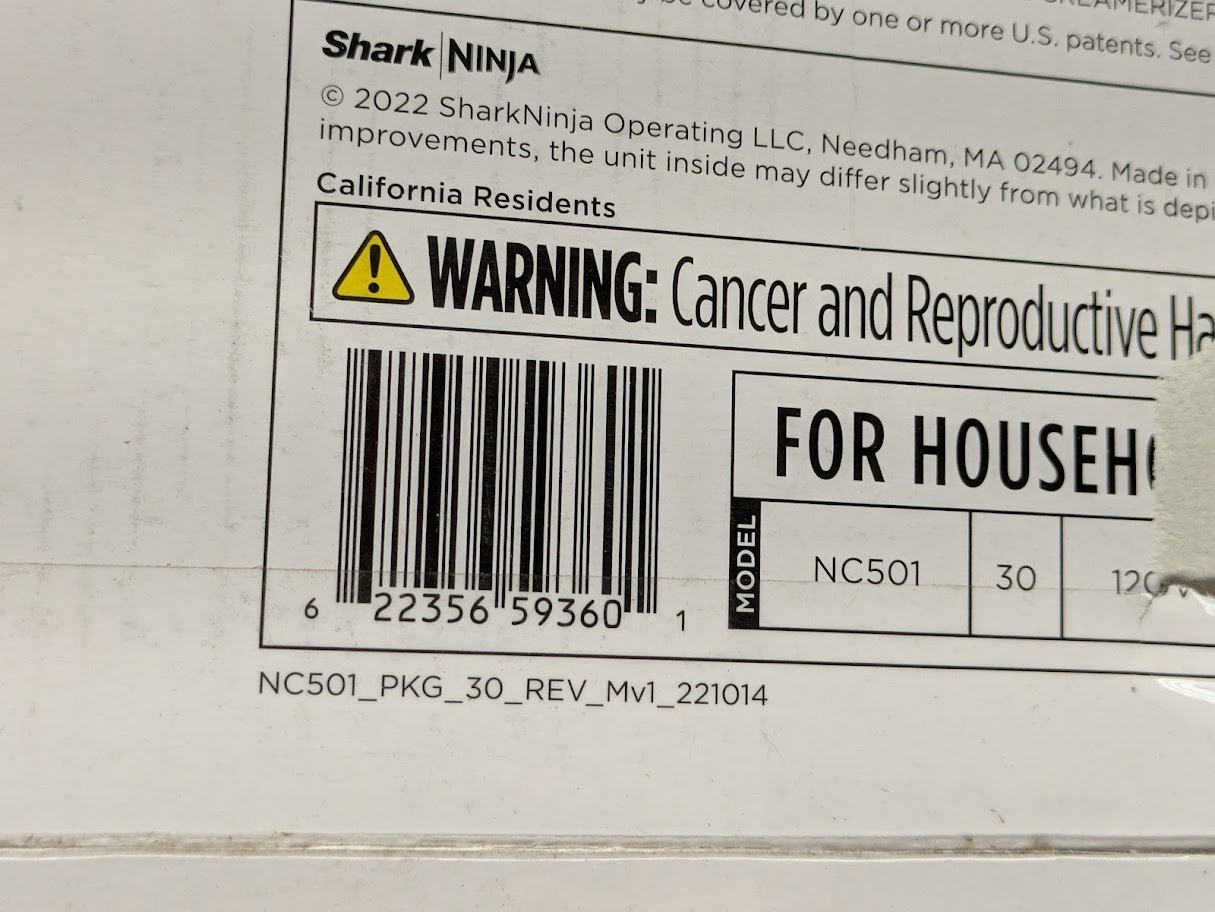 covered by one or more U.S. patents. See
Shark NINJA
© 2022 SharkNinja Operating LLC, Needham, MA 02494. Made in
improvements, the unit inside may differ slightly from what is
California Residents
WARNING: Cancer and Reproductive
FOR
MODEL NC501 30
6 22356 59360 1
NC501_PKG_30_REV_Mv1_221014